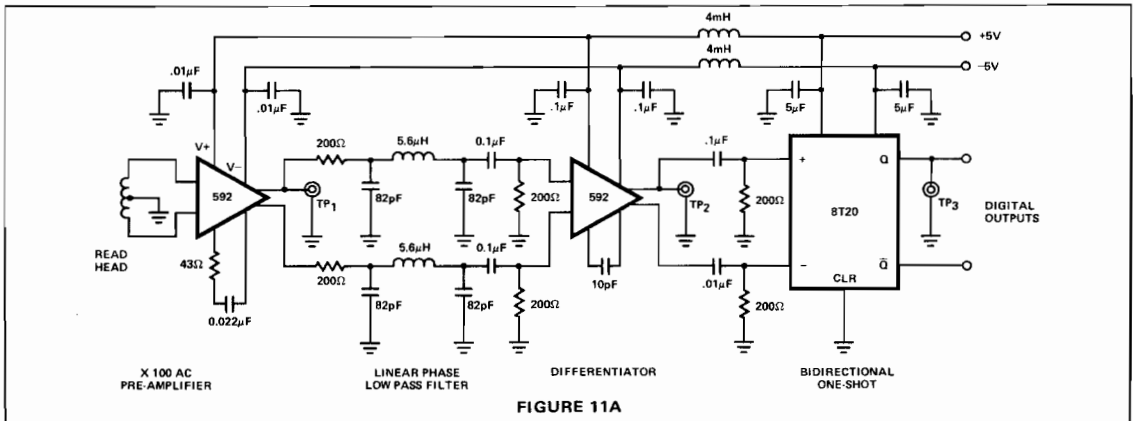 4mH
+5V
4mH
−5V
.01µF
.01µF
.1µF
.1µF
5µF
5µF
V+
V−
200Ω
5.6µH
0.1µF
.1µF
592
TP1
82pF
82pF
200Ω
592
TP2
200Ω
+
Q
8T20
TP3
DIGITAL
OUTPUTS
READ
HEAD
43Ω
5.6µH
0.1µF
200Ω
10pF
.01µF
−
Q̅
CLR
0.022µF
82pF
82pF
200Ω
200Ω
X 100 AC
PRE-AMPLIFIER
LINEAR PHASE
LOW PASS FILTER
DIFFERENTIATOR
BIDIRECTIONAL
ONE-SHOT
FIGURE 11A